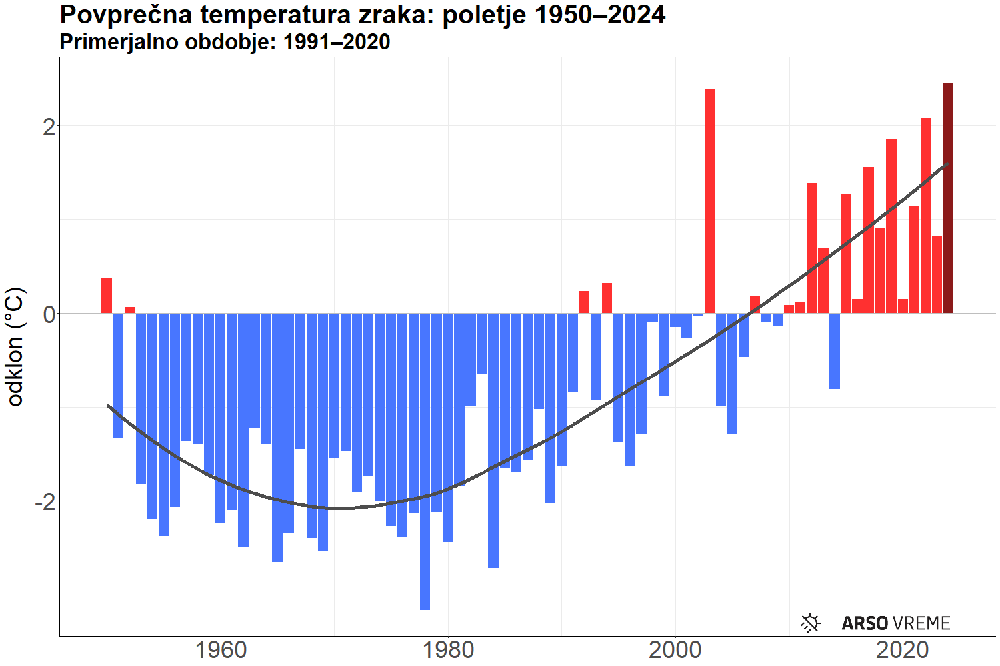 Povprečna temperatura zraka: poletje 1950–2024
Primerjalno obdobje: 1991–2020
odklon (°C)
2
0
-2
1960
1980
2000
2020
ARSO VREME